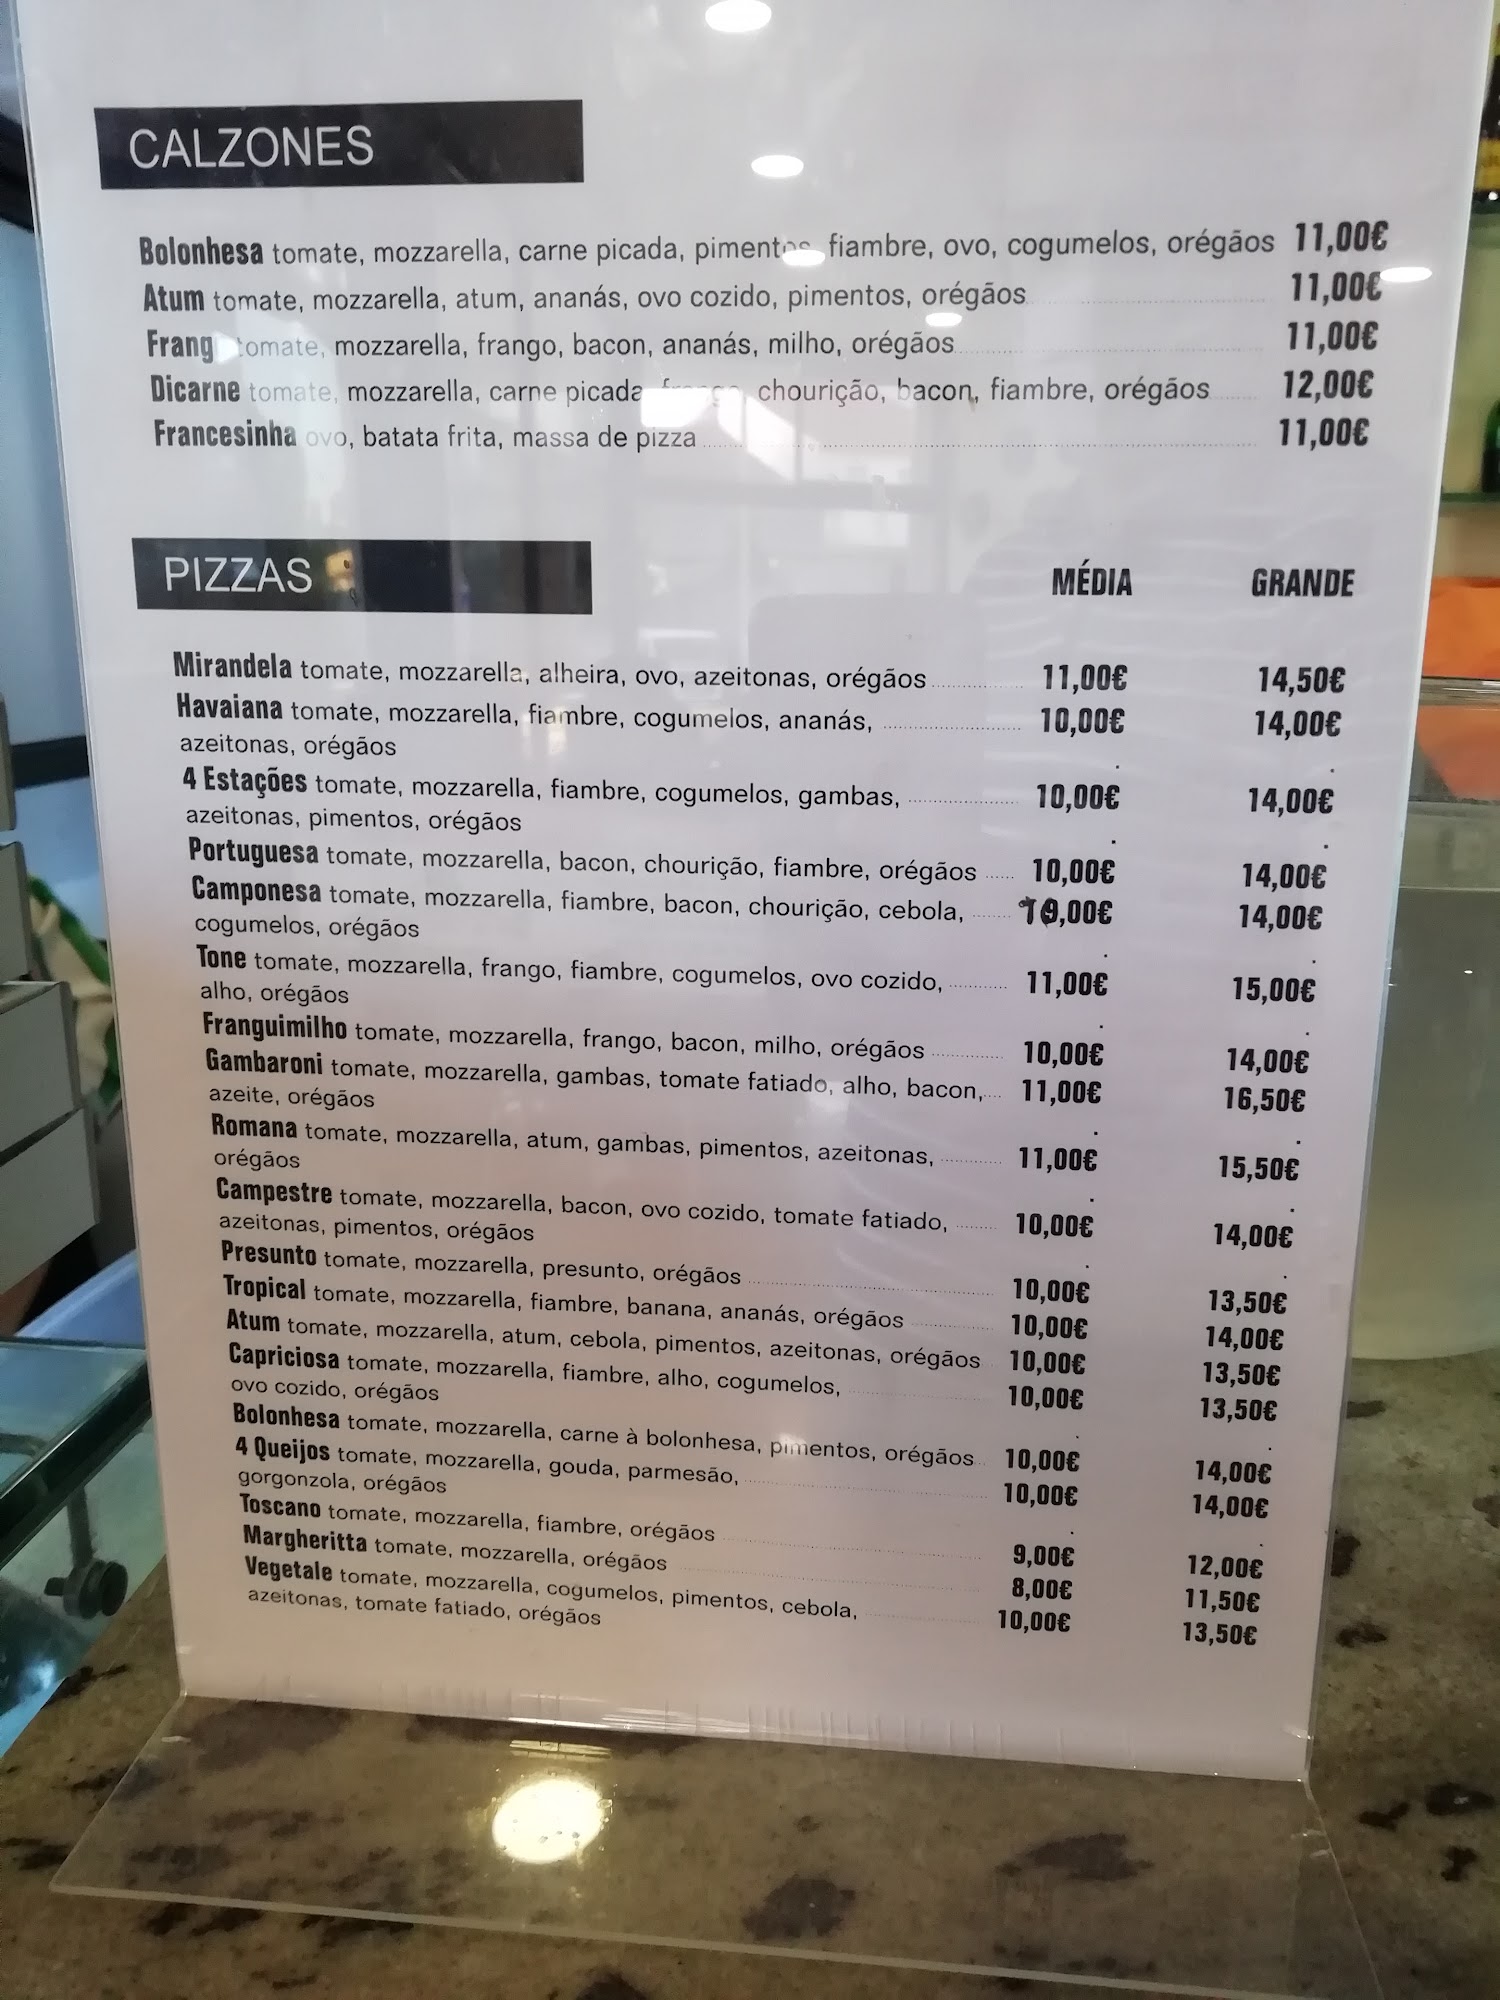 CALZONES
Bolonhesa tomate, mozzarella, carne picada, pimentos, fiambre, ovo, cogumelos, orégãos 11,00€
Atum tomate, mozzarella, atum, ananás, ovo cozido, pimentos, orégãos 11,00€
Frang tomate, mozzarella, frango, bacon, ananás, milho, orégãos 11,00€
Dicarne tomate, mozzarella, carne picada, frango, chourição, bacon, fiambre, orégãos 12,00€
Francesinha ovo, batata frita, massa de pizza 11,00€
PIZZAS MÉDIA GRANDE
Mirandela tomate, mozzarella, alheira, ovo, azeitonas, orégãos 11,00€ 14,50€
Havaiana tomate, mozzarella, fiambre, cogumelos, ananás, 10,00€ 14,00€
azeitonas, orégãos
4 Estações tomate, mozzarella, fiambre, cogumelos, gambas, 10,00€ 14,00€
azeitonas, pimentos, orégãos
Portuguesa tomate, mozzarella, bacon, chourição, fiambre, orégãos 10,00€ 14,00€
Camponesa tomate, mozzarella, fiambre, bacon, chourição, cebola, 10,00€ 14,00€
cogumelos, orégãos
Tone tomate, mozzarella, frango, fiambre, cogumelos, ovo cozido, 11,00€ 15,00€
alho, orégãos
Franguimilho tomate, mozzarella, frango, bacon, milho, orégãos 10,00€ 14,00€
Gambaroni tomate, mozzarella, gambas, tomate fatiado, alho, bacon, 11,00€ 16,50€
azeite, orégãos
Romana tomate, mozzarella, atum, gambas, pimentos, azeitonas, 11,00€ 15,50€
orégãos
Campestre tomate, mozzarella, bacon, ovo cozido, tomate fatiado, 10,00€ 14,00€
azeitonas, pimentos, orégãos
Presunto tomate, mozzarella, presunto, orégãos 10,00€ 13,50€
Tropical tomate, mozzarella, fiambre, banana, ananás, orégãos 10,00€ 14,00€
Atum tomate, mozzarella, atum, cebola, pimentos, azeitonas, orégãos 10,00€ 13,50€
Capriciosa tomate, mozzarella, fiambre, alho, cogumelos, 10,00€ 13,50€
ovo cozido, orégãos
Bolonhesa tomate, mozzarella, carne à bolonhesa, pimentos, orégãos 10,00€ 14,00€
4 Queijos tomate, mozzarella, gouda, parmesão, 10,00€ 14,00€
gorgonzola, orégãos
Toscano tomate, mozzarella, fiambre, orégãos 9,00€ 12,00€
Margheritta tomate, mozzarella, orégãos 8,00€ 11,50€
Vegetale tomate, mozzarella, cogumelos, pimentos, cebola, 10,00€ 13,50€
azeitonas, tomate fatiado, orégãos